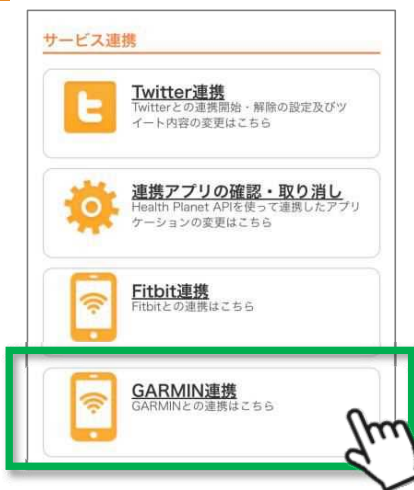 サービス連携
Twitter連携
Twitterとの連携開始・解除の設定及びツ
イート内容の変更はこちら
連携アプリの確認・取り消し
Health Planet APIを使って連携したアプリ
ケーションの変更はこちら
Fitbit連携
Fitbitとの連携はこちら
GARMIN連携
GARMINとの連携はこちら